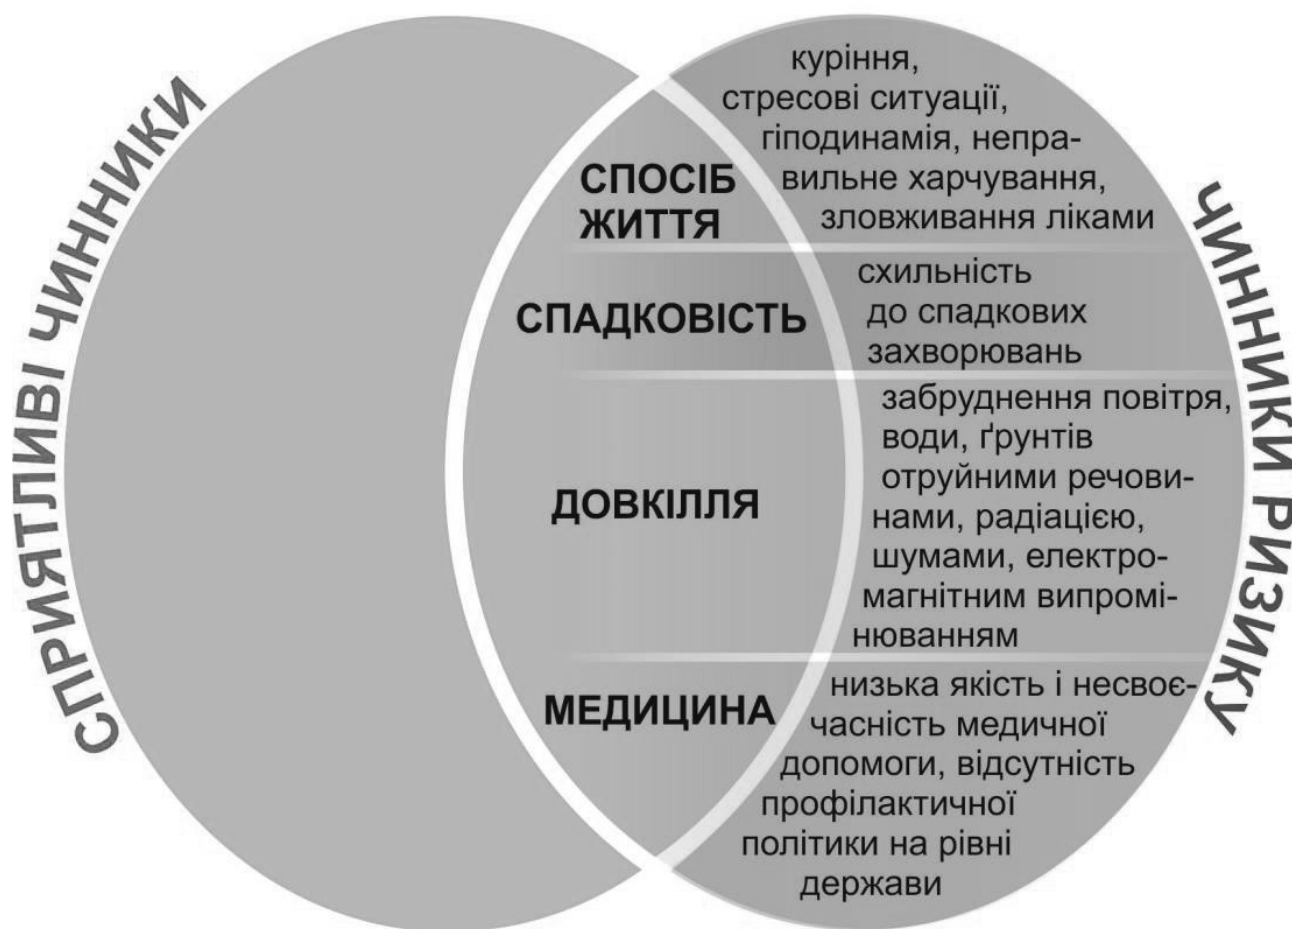 СПРИЯТЛИВІ ЧИННИКИ
СПОСІБ
ЖИТТЯ
куріння,
стресові ситуації,
гіподинамія, непра-
вильне харчування,
зловживання ліками
СПАДКОВІСТЬ
схильність
до спадкових
захворювань
ДОВКІЛЛЯ
забруднення повітря,
води, ґрунтів
отруйними речови-
нами, радіацією,
шумами, електро-
магнітним випромі-
нюванням
МЕДИЦИНА
низька якість і несвоє-
часність медичної
допомоги, відсутність
профілактичної
політики на рівні
держави
ЧИННИКИ РИЗИКУ